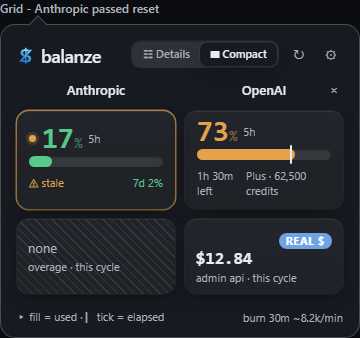 Grid - Anthropic passed reset
$ balanze
Details
Compact
Anthropic
OpenAI
×
17% 5h
73% 5h
stale
7d 2%
1h 30m left
Plus · 62,500 credits
none
overage · this cycle
REAL $
$12.84
admin api · this cycle
fill = used · | tick = elapsed
burn 30m ~8.2k/min